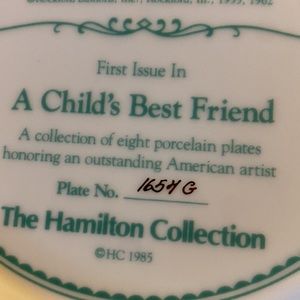 First Issue In
A Child's Best Friend
A collection of eight porcelain plates
honoring an outstanding American artist
Plate No. 1654 G
The Hamilton Collection
©HC 1985